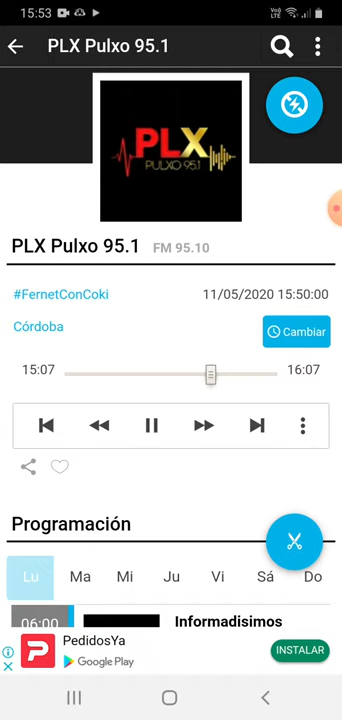 15:53
PLX Pulxo 95.1
PLX
PULXO 95.1
PLX Pulxo 95.1 FM 95.10
#FernetConCoki 11/05/2020 15:50:00
Córdoba Cambiar
15:07 16:07
Programación
Lu Ma Mi Ju Vi Sá Do
06:00 Informadisimos
PedidosYa
Google Play
INSTALAR